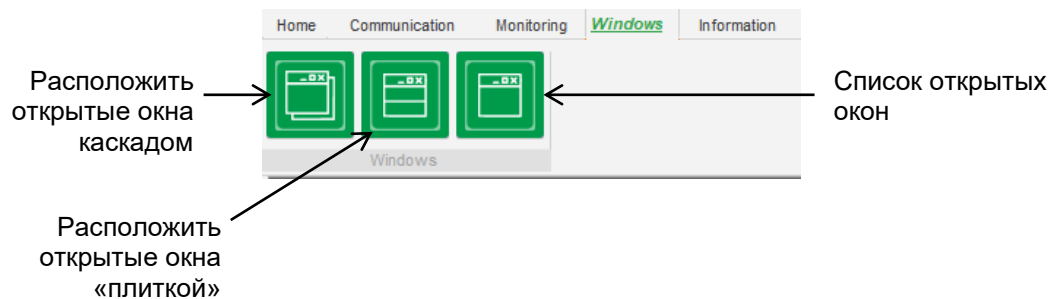 Home Communication Monitoring Windows Information
Расположить
открытые окна
каскадом
Список открытых
окон
Windows
Расположить
открытые окна
«плиткой»